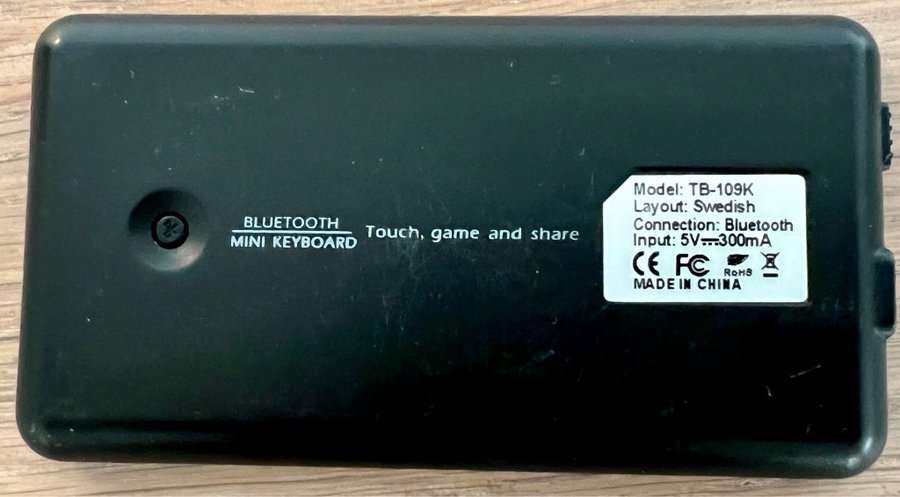 BLUETOOTH
MINI KEYBOARD
Touch, game and share
Model: TB-109K
Layout: Swedish
Connection: Bluetooth
Input: 5V⎓300mA
CE FC RoHS
MADE IN CHINA